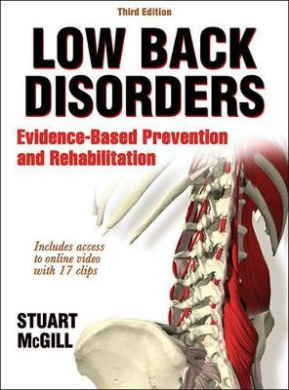 Third Edition
LOW BACK
DISORDERS
Evidence-Based Prevention
and Rehabilitation
Includes access
to online video
with 17 clips
STUART
McGILL